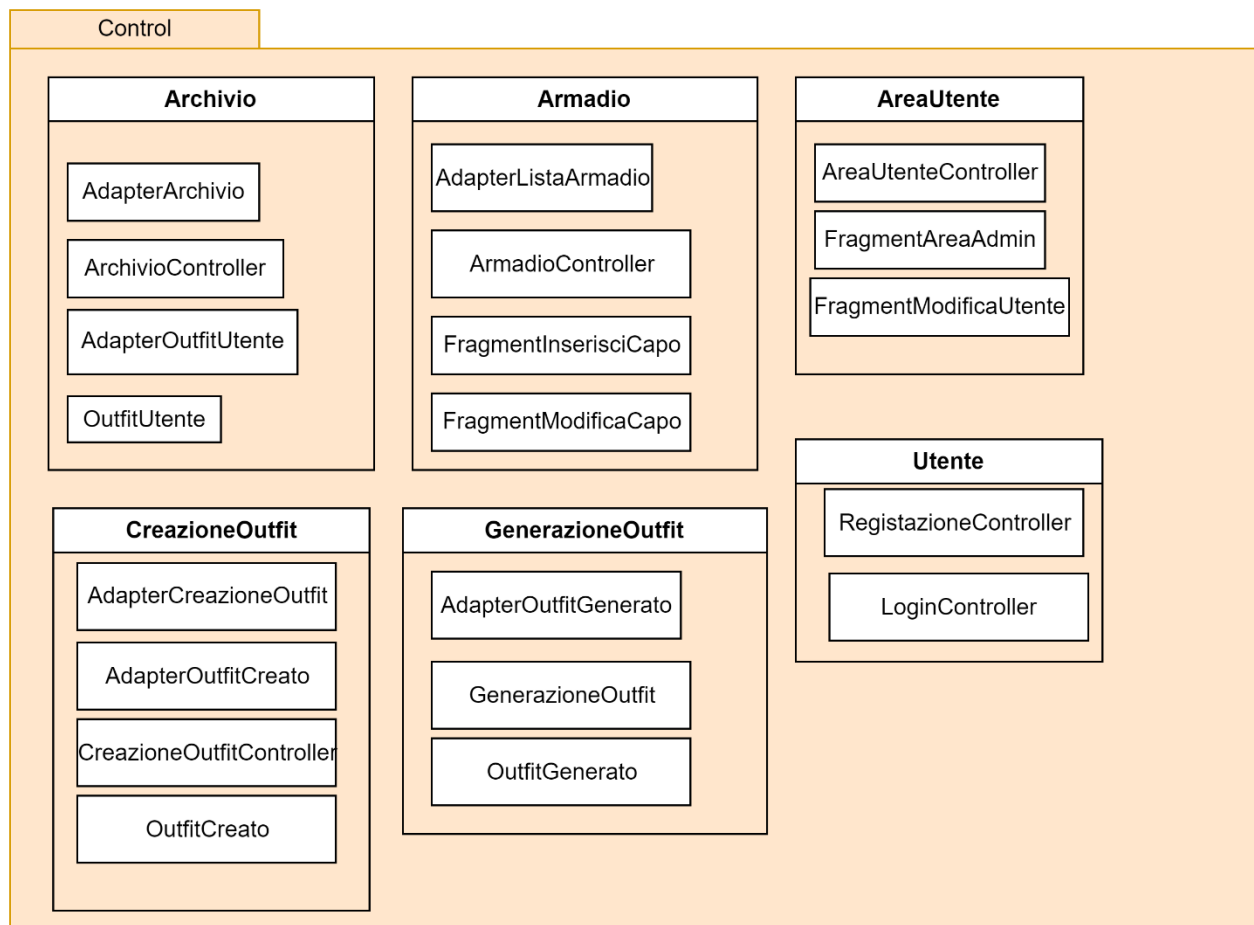 Control
Archivio
AdapterArchivio
ArchivioController
AdapterOutfitUtente
OutfitUtente
Armadio
AdapterListaArmadio
ArmadioController
FragmentInserisciCapo
FragmentModificaCapo
AreaUtente
AreaUtenteController
FragmentAreaAdmin
FragmentModificaUtente
Utente
RegistazioneController
LoginController
CreazioneOutfit
AdapterCreazioneOutfit
AdapterOutfitCreato
CreazioneOutfitController
OutfitCreato
GenerazioneOutfit
AdapterOutfitGenerato
GenerazioneOutfit
OutfitGenerato